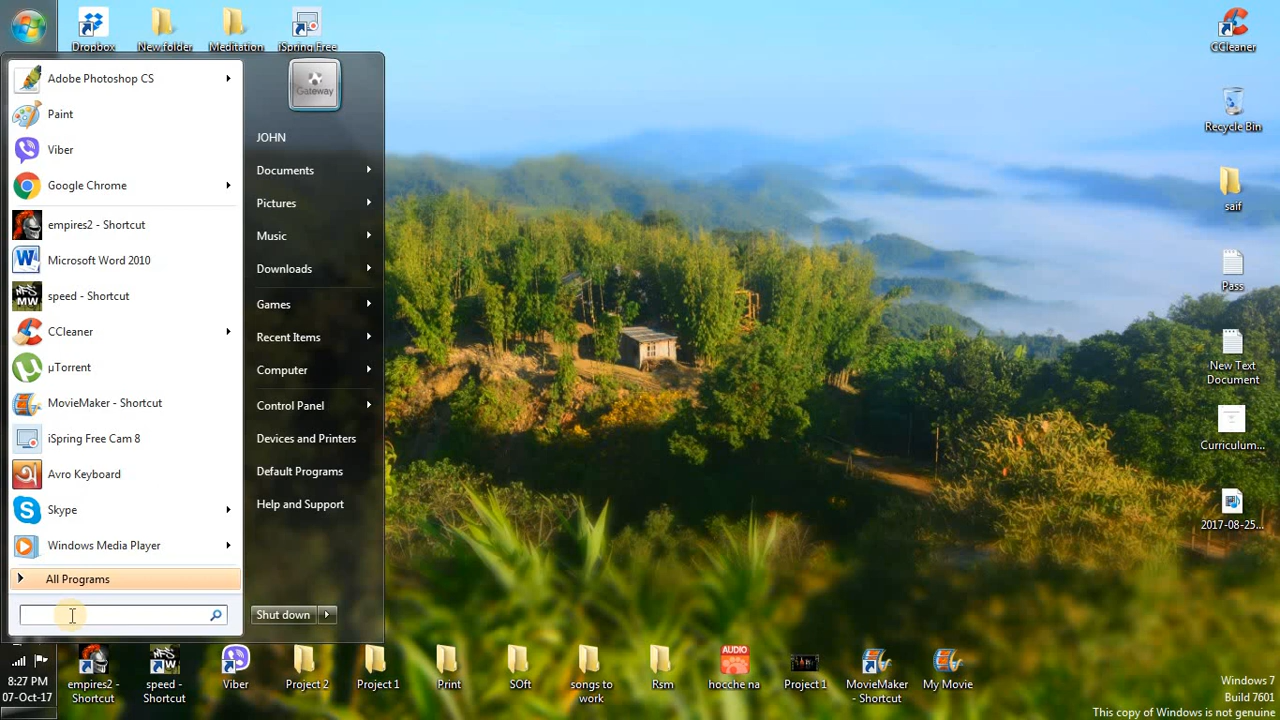 Dropbox
New folder
Meditation
iSpring Free
CCleaner
Recycle Bin
saif
Pass
New Text
Document
Curriculum...
2017-08-25...
Adobe Photoshop CS
Paint
Viber
Google Chrome
empires2 - Shortcut
Microsoft Word 2010
speed - Shortcut
CCleaner
µTorrent
MovieMaker - Shortcut
iSpring Free Cam 8
Avro Keyboard
Skype
Windows Media Player
All Programs
Gateway
JOHN
Documents
Pictures
Music
Downloads
Games
Recent Items
Computer
Control Panel
Devices and Printers
Default Programs
Help and Support
Shut down
8:27 PM
07-Oct-17
empires2 -
Shortcut
NFS
MW
speed -
Shortcut
Viber
Project 2
Project 1
Print
SOft
songs to
work
Rsm
AUDIO
hocche na
Project 1
MovieMaker
- Shortcut
My Movie
Windows 7
Build 7601
This copy of Windows is not genuine